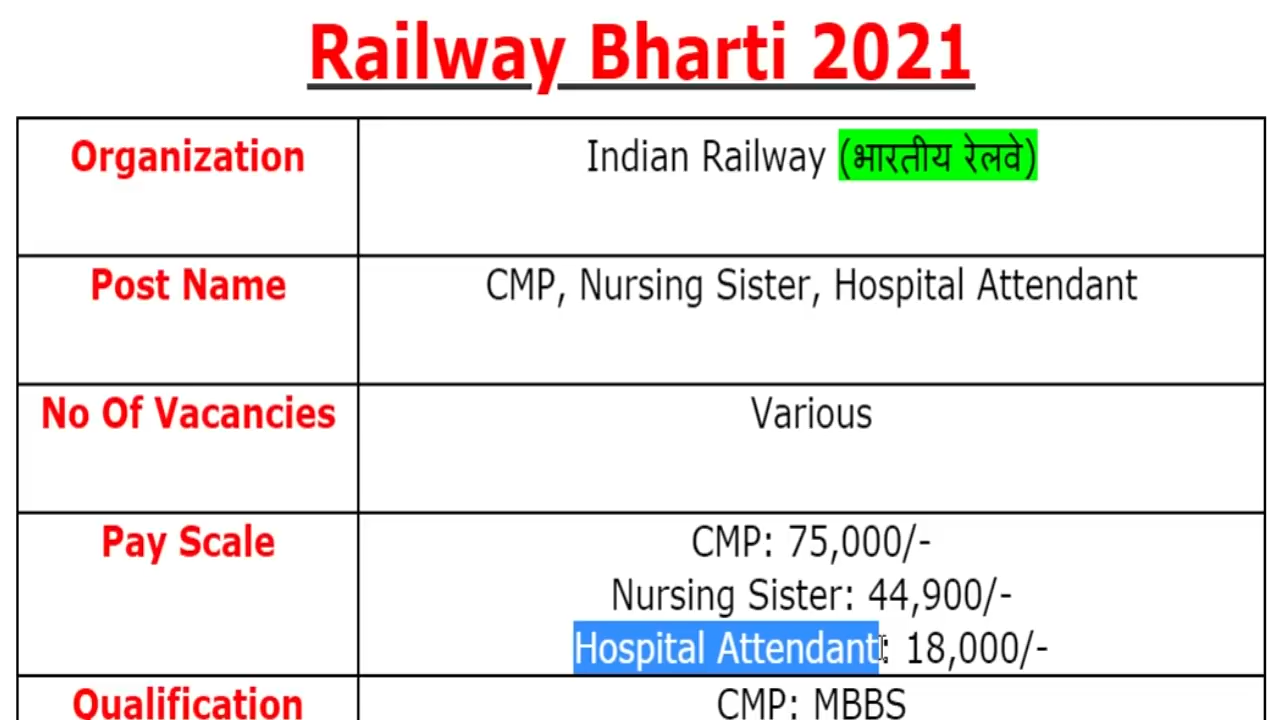 Railway Bharti 2021
Organization
Indian Railway (भारतीय रेलवे)
Post Name
CMP, Nursing Sister, Hospital Attendant
No Of Vacancies
Various
Pay Scale
CMP: 75,000/-
Nursing Sister: 44,900/-
Hospital Attendant: 18,000/-
Qualification
CMP: MBBS